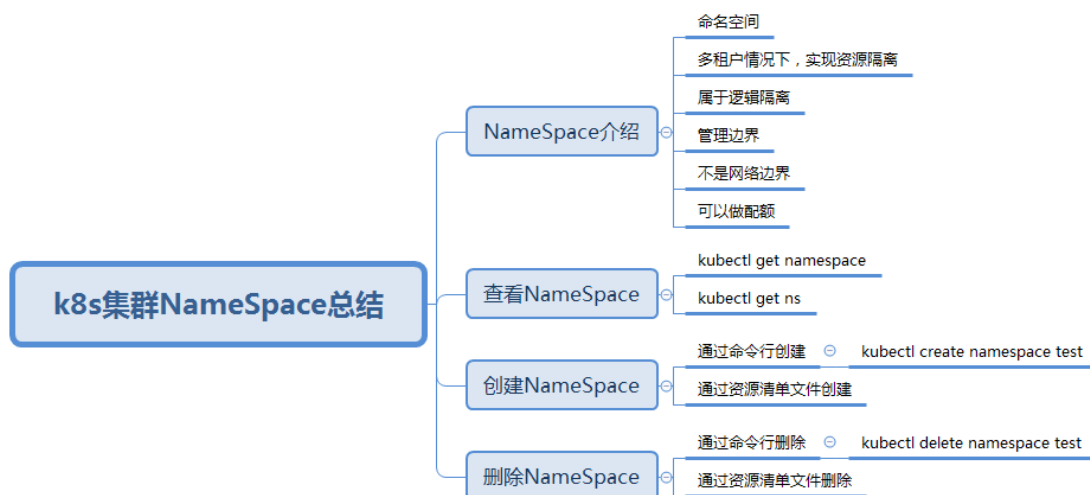 k8s集群NameSpace总结
NameSpace介绍
命名空间
多租户情况下，实现资源隔离
属于逻辑隔离
管理边界
不是网络边界
可以做配额
查看NameSpace
kubectl get namespace
kubectl get ns
创建NameSpace
通过命令行创建
kubectl create namespace test
通过资源清单文件创建
删除NameSpace
通过命令行删除
kubectl delete namespace test
通过资源清单文件删除